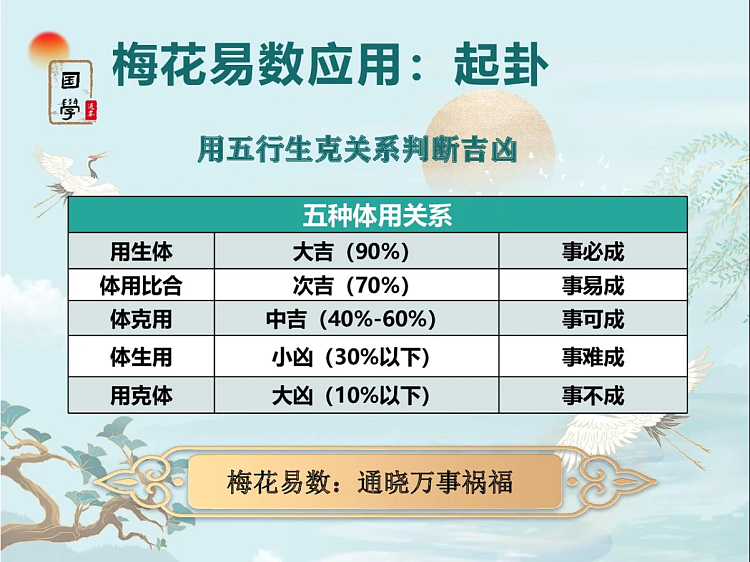 梅花易数应用：起卦
国
學
用五行生克关系判断吉凶
五种体用关系
用生体 大吉（90%） 事必成
体用比合 次吉（70%） 事易成
体克用 中吉（40%-60%） 事可成
体生用 小凶（30%以下） 事难成
用克体 大凶（10%以下） 事不成
梅花易数：通晓万事祸福